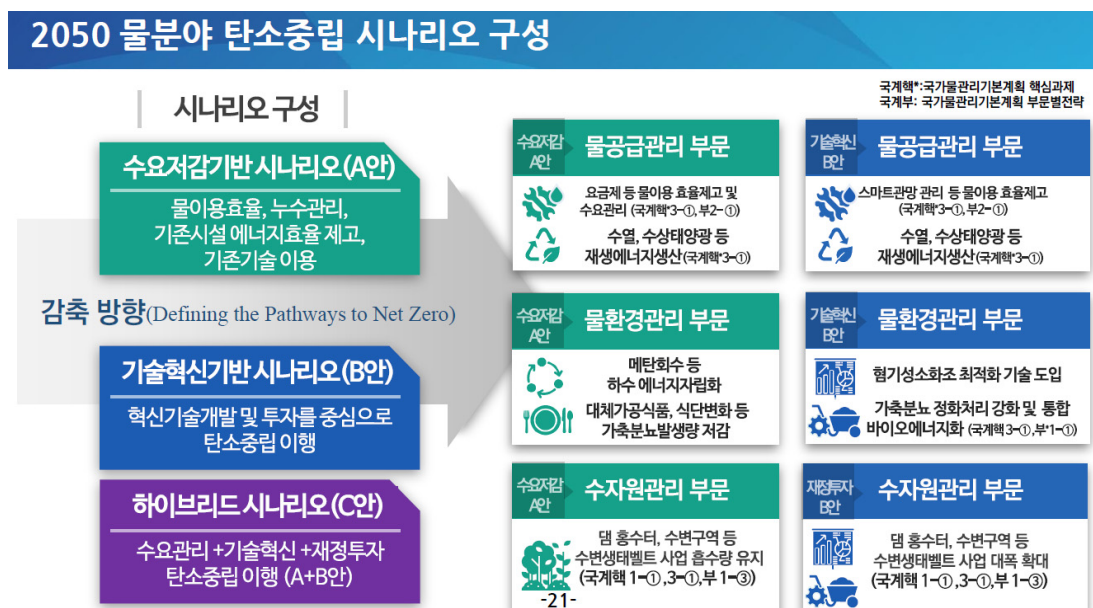 2050 물분야 탄소중립 시나리오 구성
국계핵*:국가물관리기본계획 핵심과제
국계부: 국가물관리기본계획 부문별전략
시나리오 구성
수요저감기반 시나리오(A안)
물이용효율, 누수관리,
기존시설 에너지효율 제고,
기존기술 이용
감축 방향(Defining the Pathways to Net Zero)
기술혁신기반 시나리오(B안)
혁신기술개발 및 투자를 중심으로
탄소중립 이행
하이브리드 시나리오(C안)
수요관리 +기술혁신 +재정투자
탄소중립 이행 (A+B안)
수요저감
A안
물공급관리 부문
요금제 등 물이용 효율제고 및
수요관리 (국계핵*3-①, 부2-①)
수열, 수상태양광 등
재생에너지생산(국계핵*3-①)
기술혁신
B안
물공급관리 부문
스마트관망 관리 등 물이용 효율제고
(국계핵*3-①, 부2-①)
수열, 수상태양광 등
재생에너지생산(국계핵*3-①)
수요저감
A안
물환경관리 부문
메탄회수 등
하수 에너지자립화
대체가공식품, 식단변화 등
가축분뇨발생량 저감
기술혁신
B안
물환경관리 부문
혐기성소화조 최적화 기술 도입
가축분뇨 정화처리 강화 및 통합
바이오에너지화 (국계핵3-①,부*1-①)
수요저감
A안
수자원관리 부문
댐 홍수터, 수변구역 등
수변생태벨트 사업 흡수량 유지
(국계핵 1-①,3-①,부 1-③)
재정투자
B안
수자원관리 부문
댐 홍수터, 수변구역 등
수변생태벨트 사업 대폭 확대
(국계핵 1-①,3-①,부 1-③)
-21-